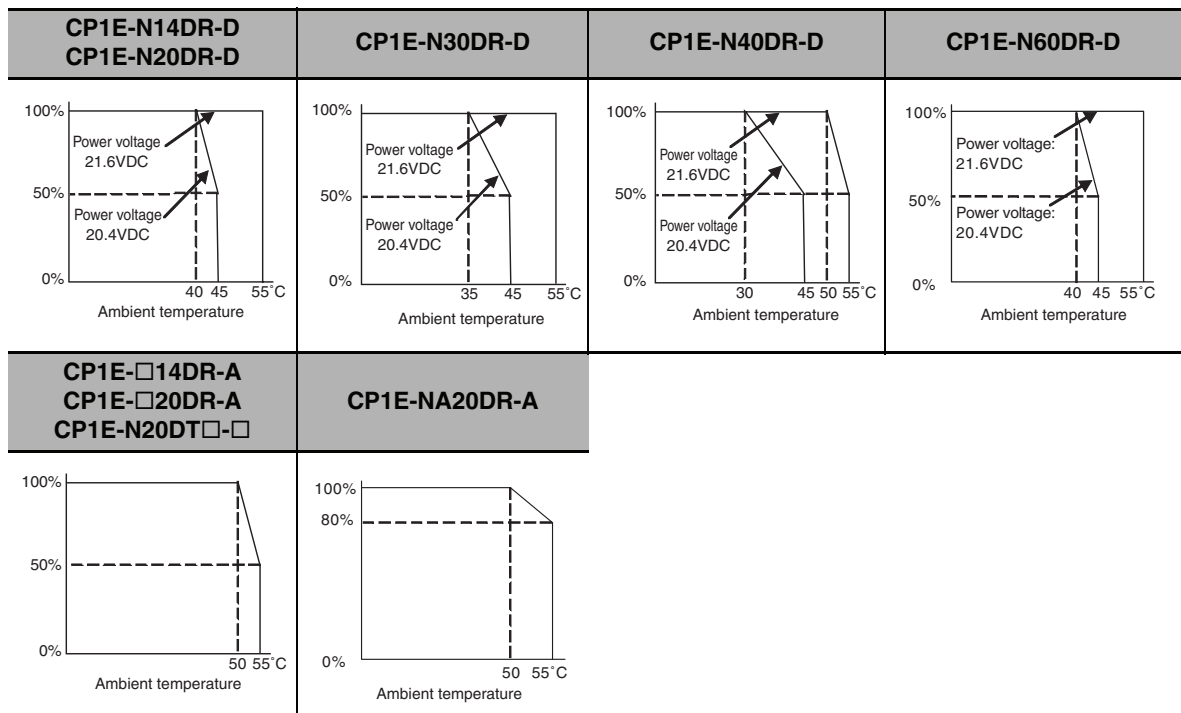 CP1E-N14DR-D
CP1E-N20DR-D
CP1E-N30DR-D
CP1E-N40DR-D
CP1E-N60DR-D
100%
Power voltage
21.6VDC
50%
Power voltage
20.4VDC
0%
40 45 55˚C
Ambient temperature
100%
Power voltage
21.6VDC
50%
Power voltage
20.4VDC
0%
35 45 55˚C
Ambient temperature
100%
Power voltage
21.6VDC
50%
Power voltage
20.4VDC
0%
30 45 50 55˚C
Ambient temperature
100%
Power voltage:
21.6VDC
50%
Power voltage:
20.4VDC
0%
40 45 55˚C
Ambient temperature
CP1E-□14DR-A
CP1E-□20DR-A
CP1E-N20DT□-□
CP1E-NA20DR-A
100%
50%
0%
50 55˚C
Ambient temperature
100%
80%
0%
50 55˚C
Ambient temperature